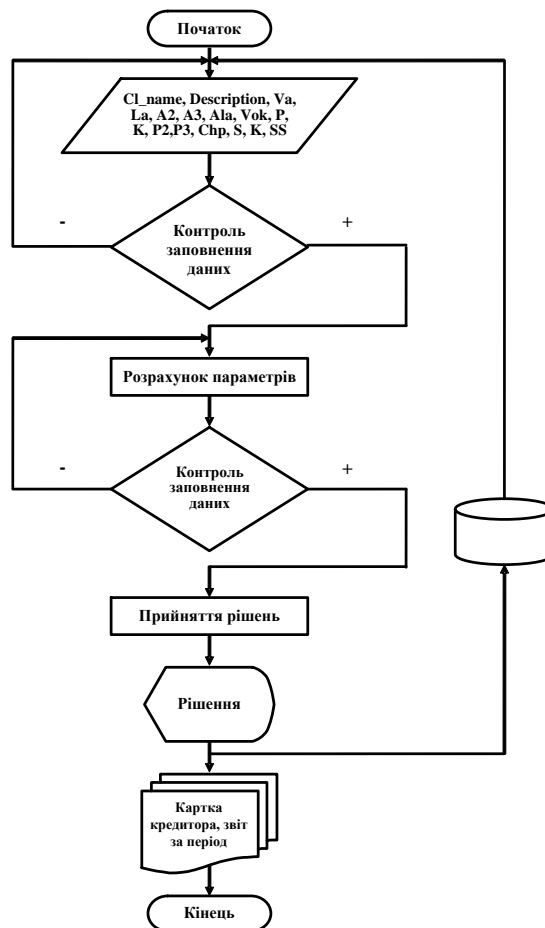 Початок
Cl_name, Description, Va,
La, A2, A3, Ala, Vok, P,
K, P2,P3, Chp, S, K, SS
-
+
Контроль
заповнення
даних
Розрахунок параметрів
-
+
Контроль
заповнення
даних
Прийняття рішень
Рішення
Картка
кредитора, звіт
за період
Кінець